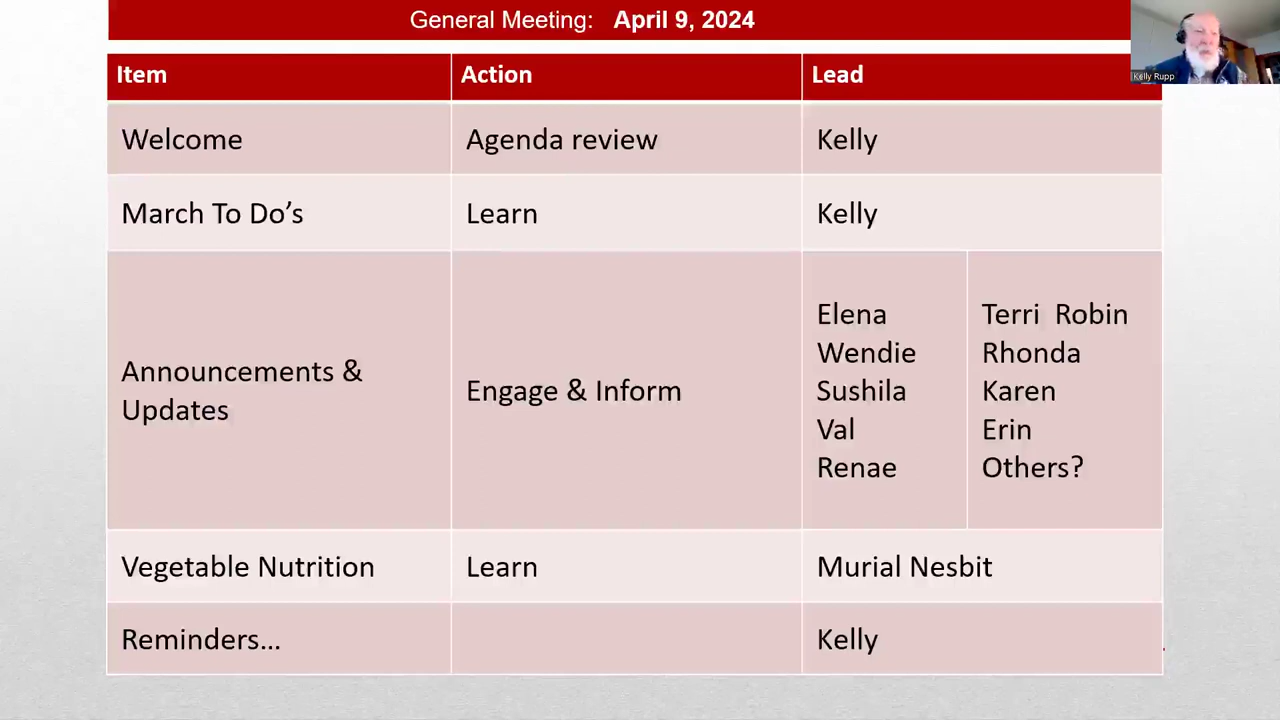 General Meeting: April 9, 2024
Kelly Rupp
Item Action Lead
Welcome Agenda review Kelly
March To Do’s Learn Kelly
Announcements &
Updates
Engage & Inform
Elena
Wendie
Sushila
Val
Renae
Terri Robin
Rhonda
Karen
Erin
Others?
Vegetable Nutrition Learn Murial Nesbit
Reminders... Kelly